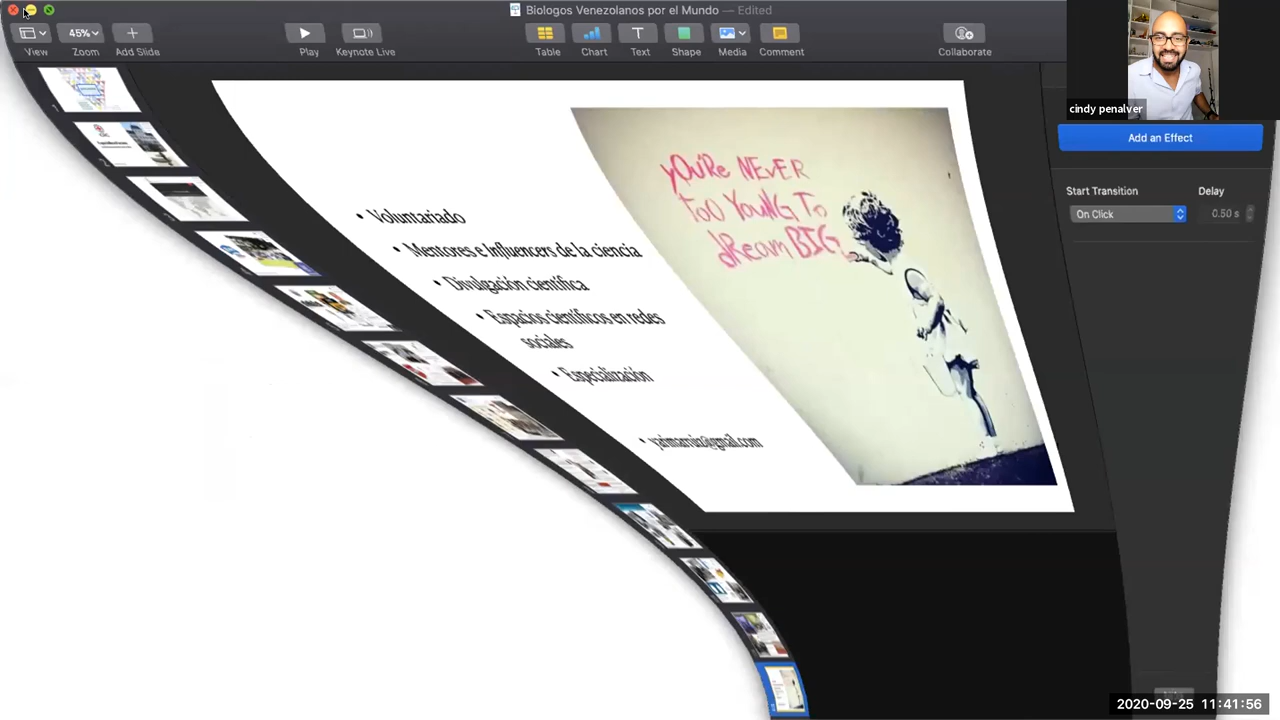 Biologos Venezolanos por el Mundo — Edited
45%
View
Zoom
Add Slide
Play
Keynote Live
Table
Chart
Text
Shape
Media
Comment
Collaborate
cindy penalver
Add an Effect
Start Transition
Delay
On Click
0.50 s
• Voluntariado
• Mentores e Influencers de la ciencia
• Divulgación científica
• Espacios científicos en redes
sociales
• Especialización
you're NEVER
Too YouNG To
dReam BIG
2020-09-25 11:41:56